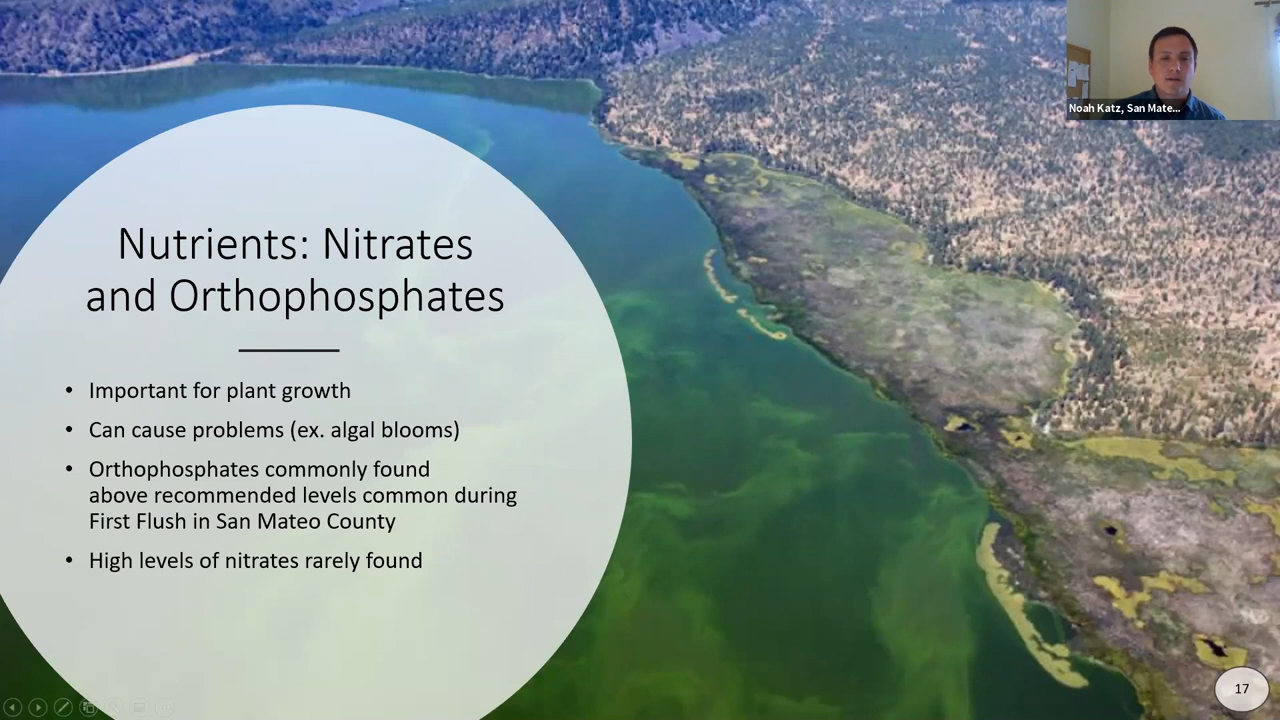 Noah Katz, San Mate...
Nutrients: Nitrates
and Orthophosphates
• Important for plant growth
• Can cause problems (ex. algal blooms)
• Orthophosphates commonly found
above recommended levels common during
First Flush in San Mateo County
• High levels of nitrates rarely found
17